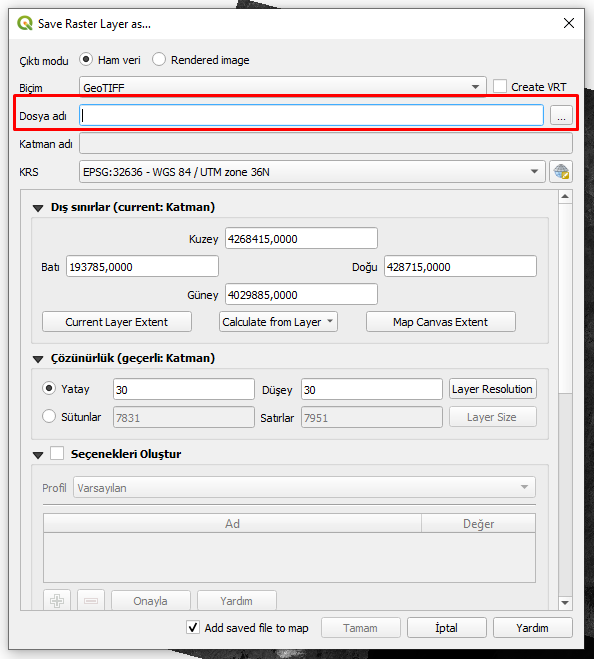 Save Raster Layer as...
Çıktı modu Ham veri Rendered image
Biçim GeoTIFF Create VRT
Dosya adı ...
Katman adı
KRS EPSG:32636 - WGS 84 / UTM zone 36N
Dış sınırlar (current: Katman)
Kuzey 4268415,0000
Batı 193785,0000 Doğu 428715,0000
Güney 4029885,0000
Current Layer Extent Calculate from Layer Map Canvas Extent
Çözünürlük (geçerli: Katman)
Yatay 30 Düşey 30 Layer Resolution
Sütunlar 7831 Satırlar 7951 Layer Size
Seçenekleri Oluştur
Profil Varsayılan
Ad Değer
Onayla Yardım
Add saved file to map Tamam İptal Yardım